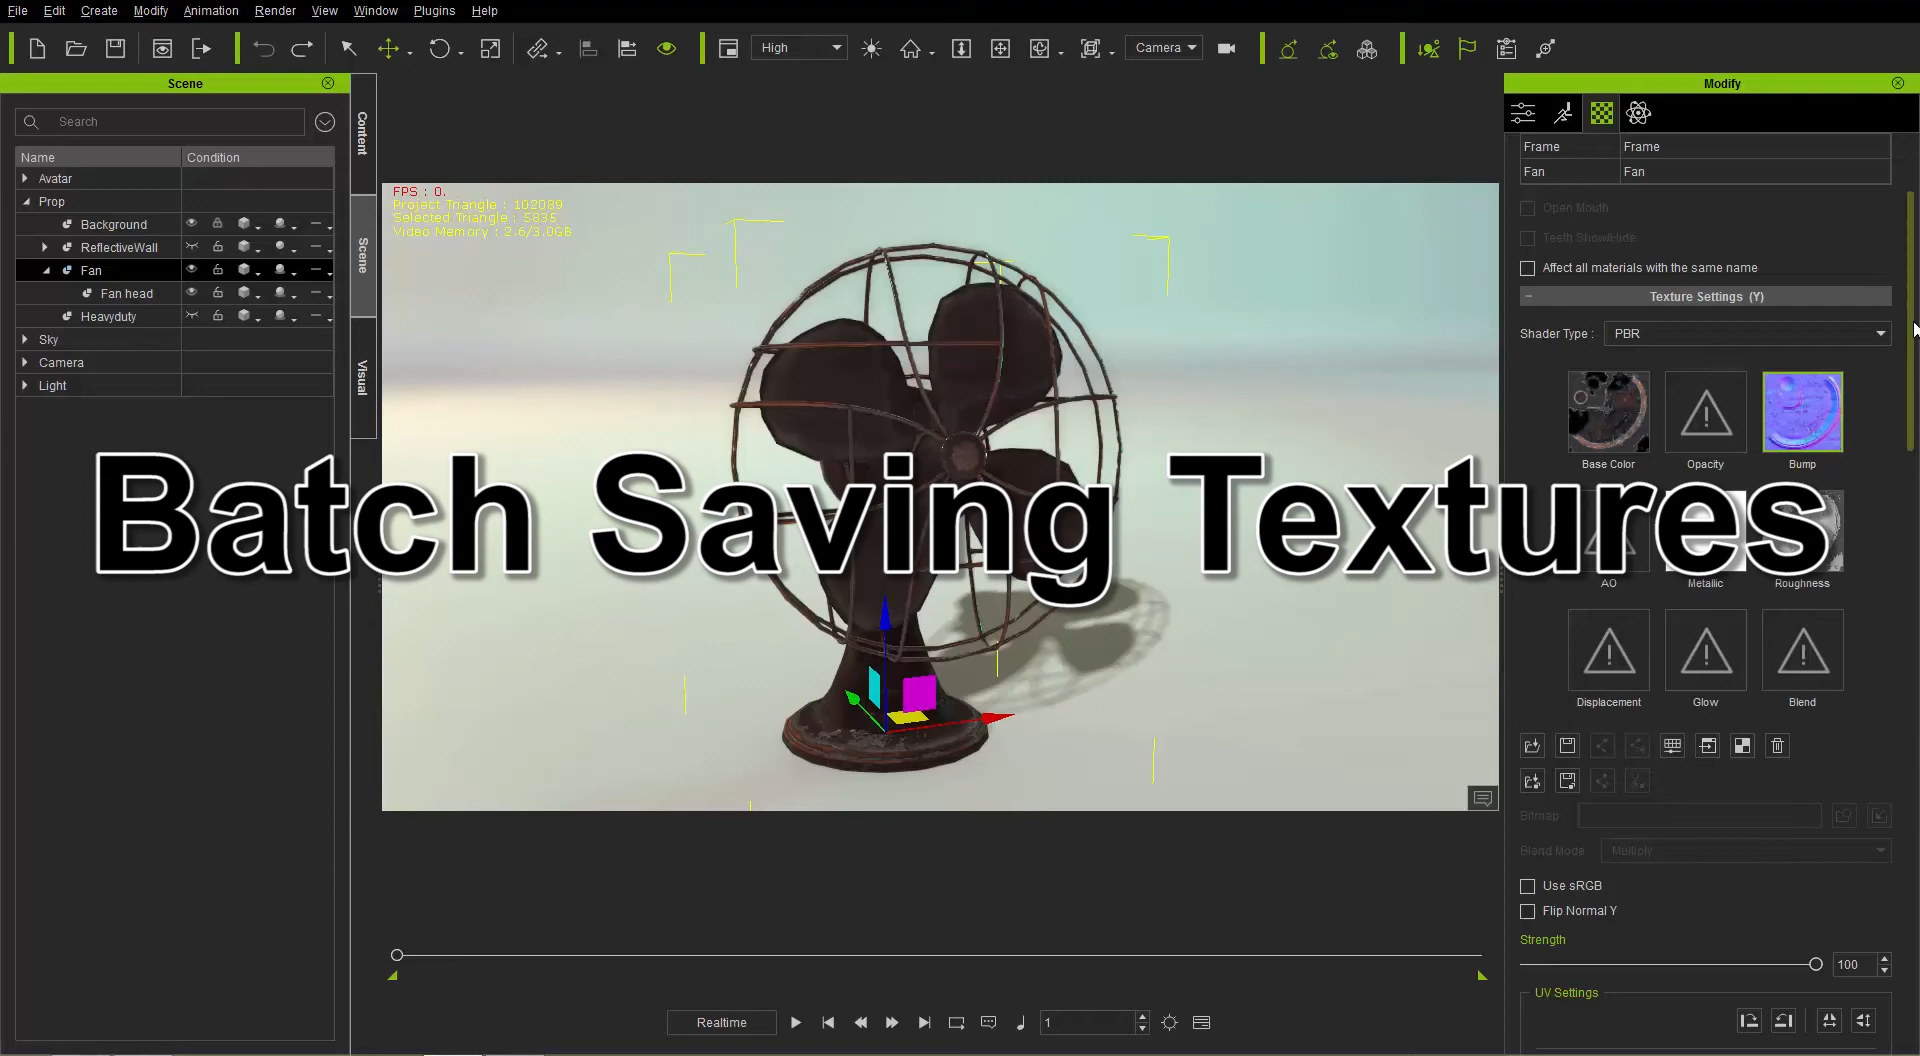 File Edit Create Modify Animation Render View Window Plugins Help
High
Camera
Scene
Modify
Search
Content
Scene
Visual
Name Condition
Avatar
Prop
Background
ReflectiveWall
Fan
Fan head
Heavyduty
Sky
Camera
Light
FPS : 0.
Project Triangle : 102089
Selected Triangle : 5835
Video Memory : 2.6/3.0GB
Batch Saving Textures
Frame Frame
Fan Fan
Open Mouth
Teeth Show/Hide
Affect all materials with the same name
Texture Settings (Y)
Shader Type : PBR
Base Color Opacity Bump
AO Metallic Roughness
Displacement Glow Blend
Bitmap
Blend Mode Multiply
Use sRGB
Flip Normal Y
Strength
100
UV Settings
Realtime
1